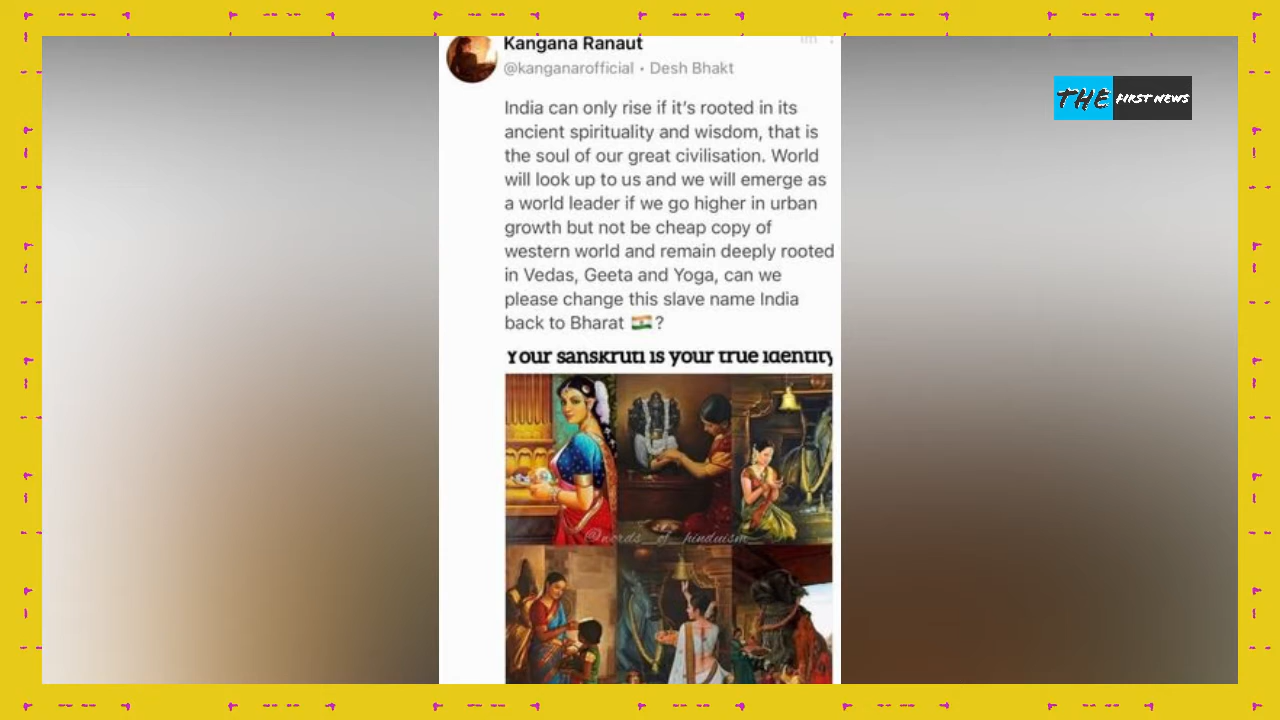 Kangana Ranaut
@kanganarofficial • Desh Bhakt
THE FIRST NEWS
India can only rise if it's rooted in its
ancient spirituality and wisdom, that is
the soul of our great civilisation. World
will look up to us and we will emerge as
a world leader if we go higher in urban
growth but not be cheap copy of
western world and remain deeply rooted
in Vedas, Geeta and Yoga, can we
please change this slave name India
back to Bharat 🇮🇳?
Your sanskruti is your true identity
@words_of_hinduism_